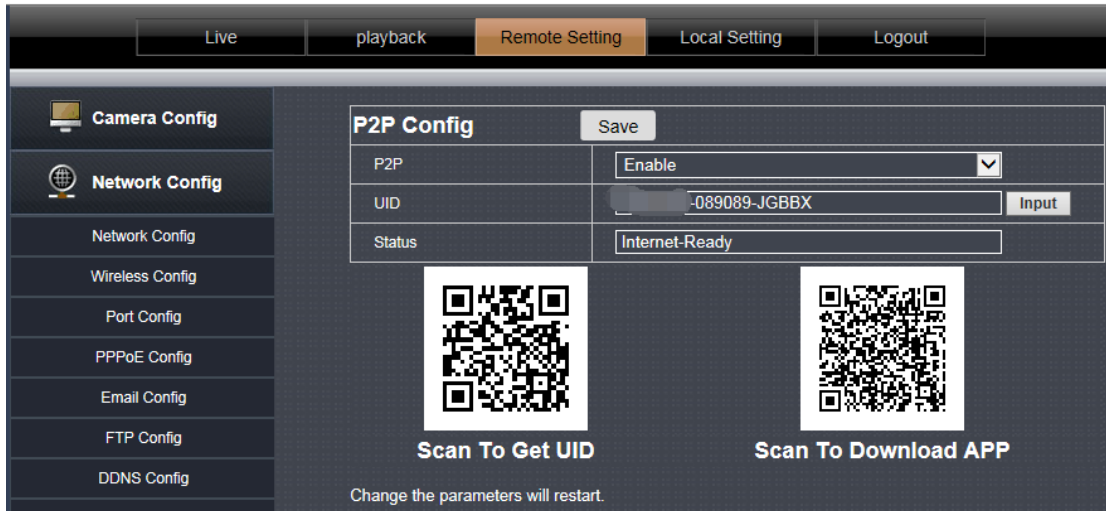 Live playback Remote Setting Local Setting Logout
Camera Config
Network Config
Network Config
Wireless Config
Port Config
PPPoE Config
Email Config
FTP Config
DDNS Config
P2P Config Save
P2P Enable
UID -089089-JGBBX Input
Status Internet-Ready
Scan To Get UID Scan To Download APP
Change the parameters will restart.